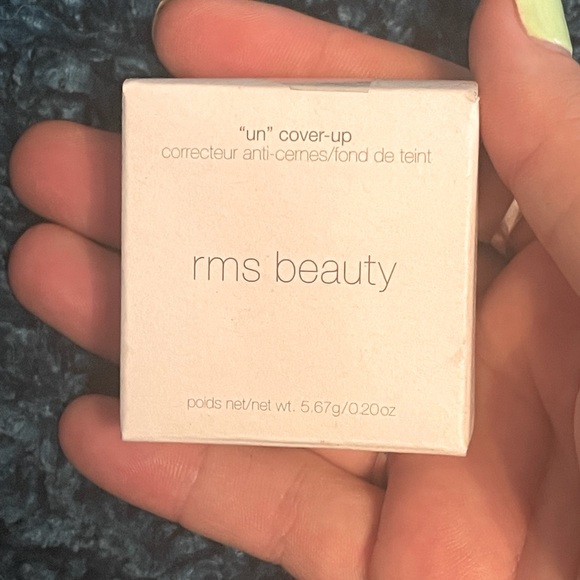 “un” cover-up
correcteur anti-cernes/fond de teint
rms beauty
poids net/net wt. 5.67g/0.20oz